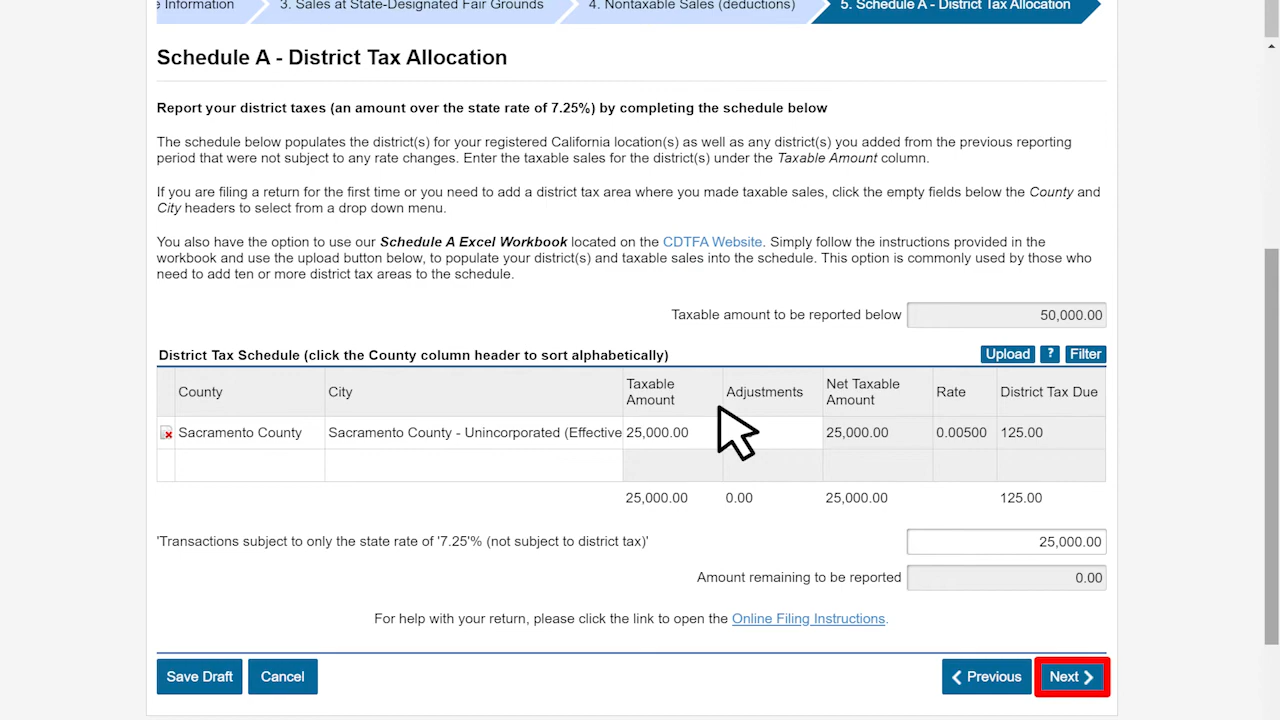 e Information
3. Sales at State-Designated Fair Grounds
4. Nontaxable Sales (deductions)
5. Schedule A - District Tax Allocation
Schedule A - District Tax Allocation
Report your district taxes (an amount over the state rate of 7.25%) by completing the schedule below
The schedule below populates the district(s) for your registered California location(s) as well as any district(s) you added from the previous reporting
period that were not subject to any rate changes. Enter the taxable sales for the district(s) under the Taxable Amount column.
If you are filing a return for the first time or you need to add a district tax area where you made taxable sales, click the empty fields below the County and
City headers to select from a drop down menu.
You also have the option to use our Schedule A Excel Workbook located on the CDTFA Website. Simply follow the instructions provided in the
workbook and use the upload button below, to populate your district(s) and taxable sales into the schedule. This option is commonly used by those who
need to add ten or more district tax areas to the schedule.
Taxable amount to be reported below 50,000.00
District Tax Schedule (click the County column header to sort alphabetically) Upload ? Filter
County City Taxable Amount Adjustments Net Taxable Amount Rate District Tax Due
Sacramento County Sacramento County - Unincorporated (Effective 25,000.00 25,000.00 0.00500 125.00
25,000.00 0.00 25,000.00 125.00
'Transactions subject to only the state rate of '7.25'% (not subject to district tax)' 25,000.00
Amount remaining to be reported 0.00
For help with your return, please click the link to open the Online Filing Instructions.
Save Draft Cancel Previous Next